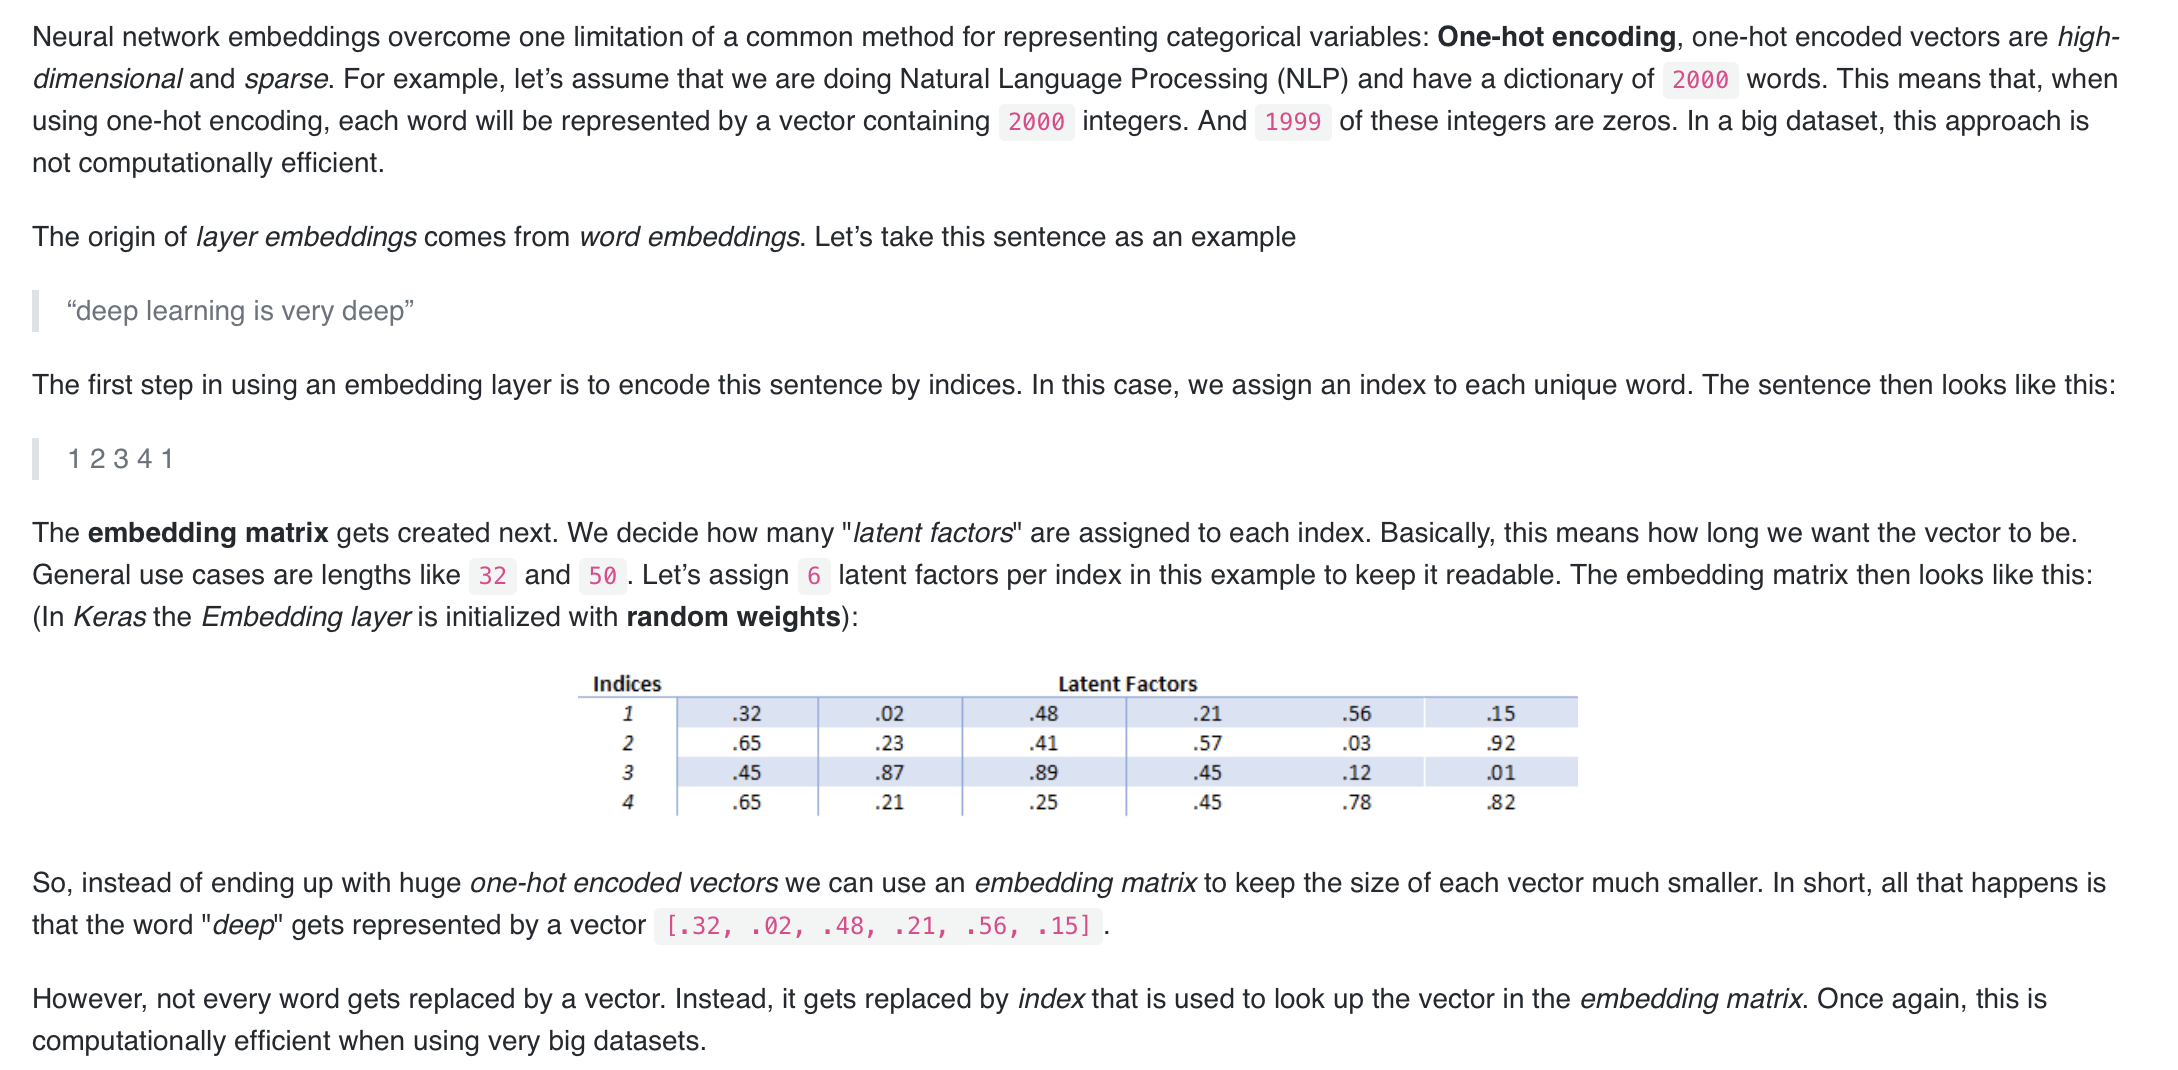 Neural network embeddings overcome one limitation of a common method for representing categorical variables: One-hot encoding, one-hot encoded vectors are high-
dimensional and sparse. For example, let’s assume that we are doing Natural Language Processing (NLP) and have a dictionary of 2000 words. This means that, when
using one-hot encoding, each word will be represented by a vector containing 2000 integers. And 1999 of these integers are zeros. In a big dataset, this approach is
not computationally efficient.
The origin of layer embeddings comes from word embeddings. Let’s take this sentence as an example
“deep learning is very deep”
The first step in using an embedding layer is to encode this sentence by indices. In this case, we assign an index to each unique word. The sentence then looks like this:
1 2 3 4 1
The embedding matrix gets created next. We decide how many "latent factors" are assigned to each index. Basically, this means how long we want the vector to be.
General use cases are lengths like 32 and 50. Let’s assign 6 latent factors per index in this example to keep it readable. The embedding matrix then looks like this:
(In Keras the Embedding layer is initialized with random weights):
Indices Latent Factors
1 .32 .02 .48 .21 .56 .15
2 .65 .23 .41 .57 .03 .92
3 .45 .87 .89 .45 .12 .01
4 .65 .21 .25 .45 .78 .82
So, instead of ending up with huge one-hot encoded vectors we can use an embedding matrix to keep the size of each vector much smaller. In short, all that happens is
that the word "deep" gets represented by a vector [.32, .02, .48, .21, .56, .15].
However, not every word gets replaced by a vector. Instead, it gets replaced by index that is used to look up the vector in the embedding matrix. Once again, this is
computationally efficient when using very big datasets.